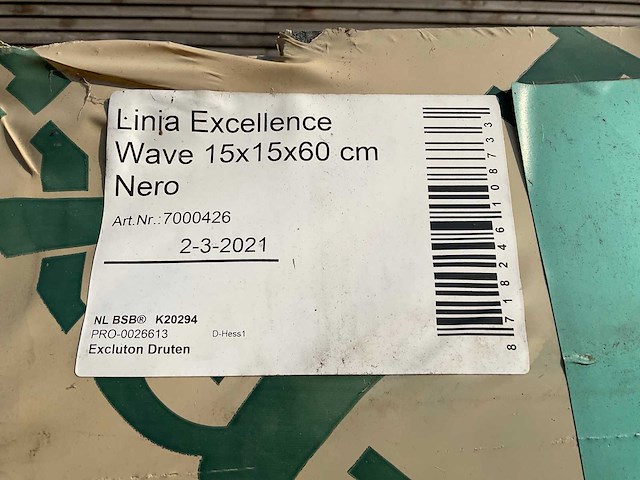 Linia Excellence
Wave 15x15x60 cm
Nero
Art.Nr.:7000426
2-3-2021
NL BSB® K20294
PRO-0026613 D-Hess1
Excluton Druten
8718246108733